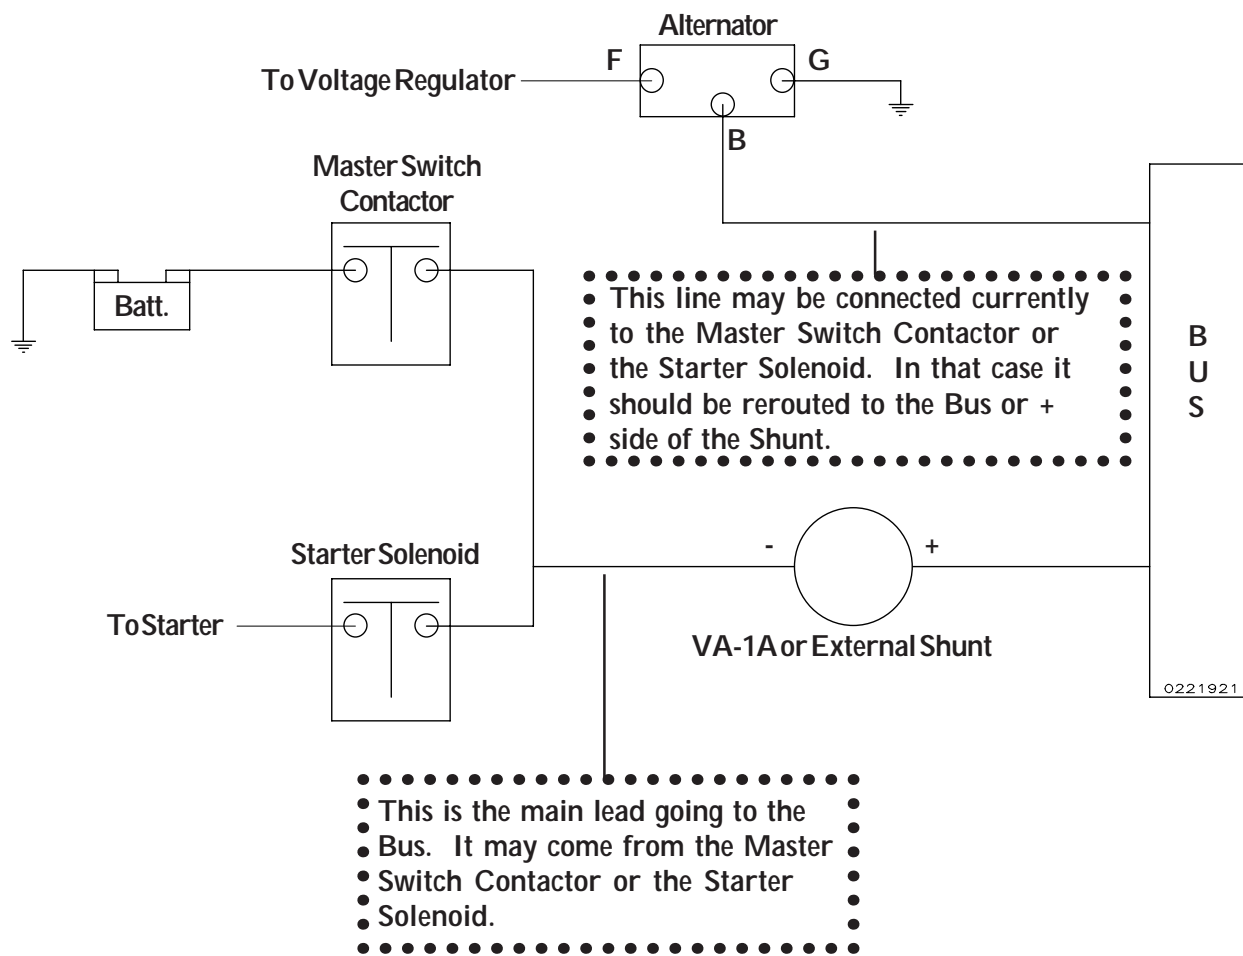 Alternator
F
G
To Voltage Regulator
B
Master Switch
Contactor
Batt.
This line may be connected currently
to the Master Switch Contactor or
the Starter Solenoid. In that case it
should be rerouted to the Bus or +
side of the Shunt.
B
U
S
Starter Solenoid
-
+
To Starter
VA-1A or External Shunt
0221921
This is the main lead going to the
Bus. It may come from the Master
Switch Contactor or the Starter
Solenoid.